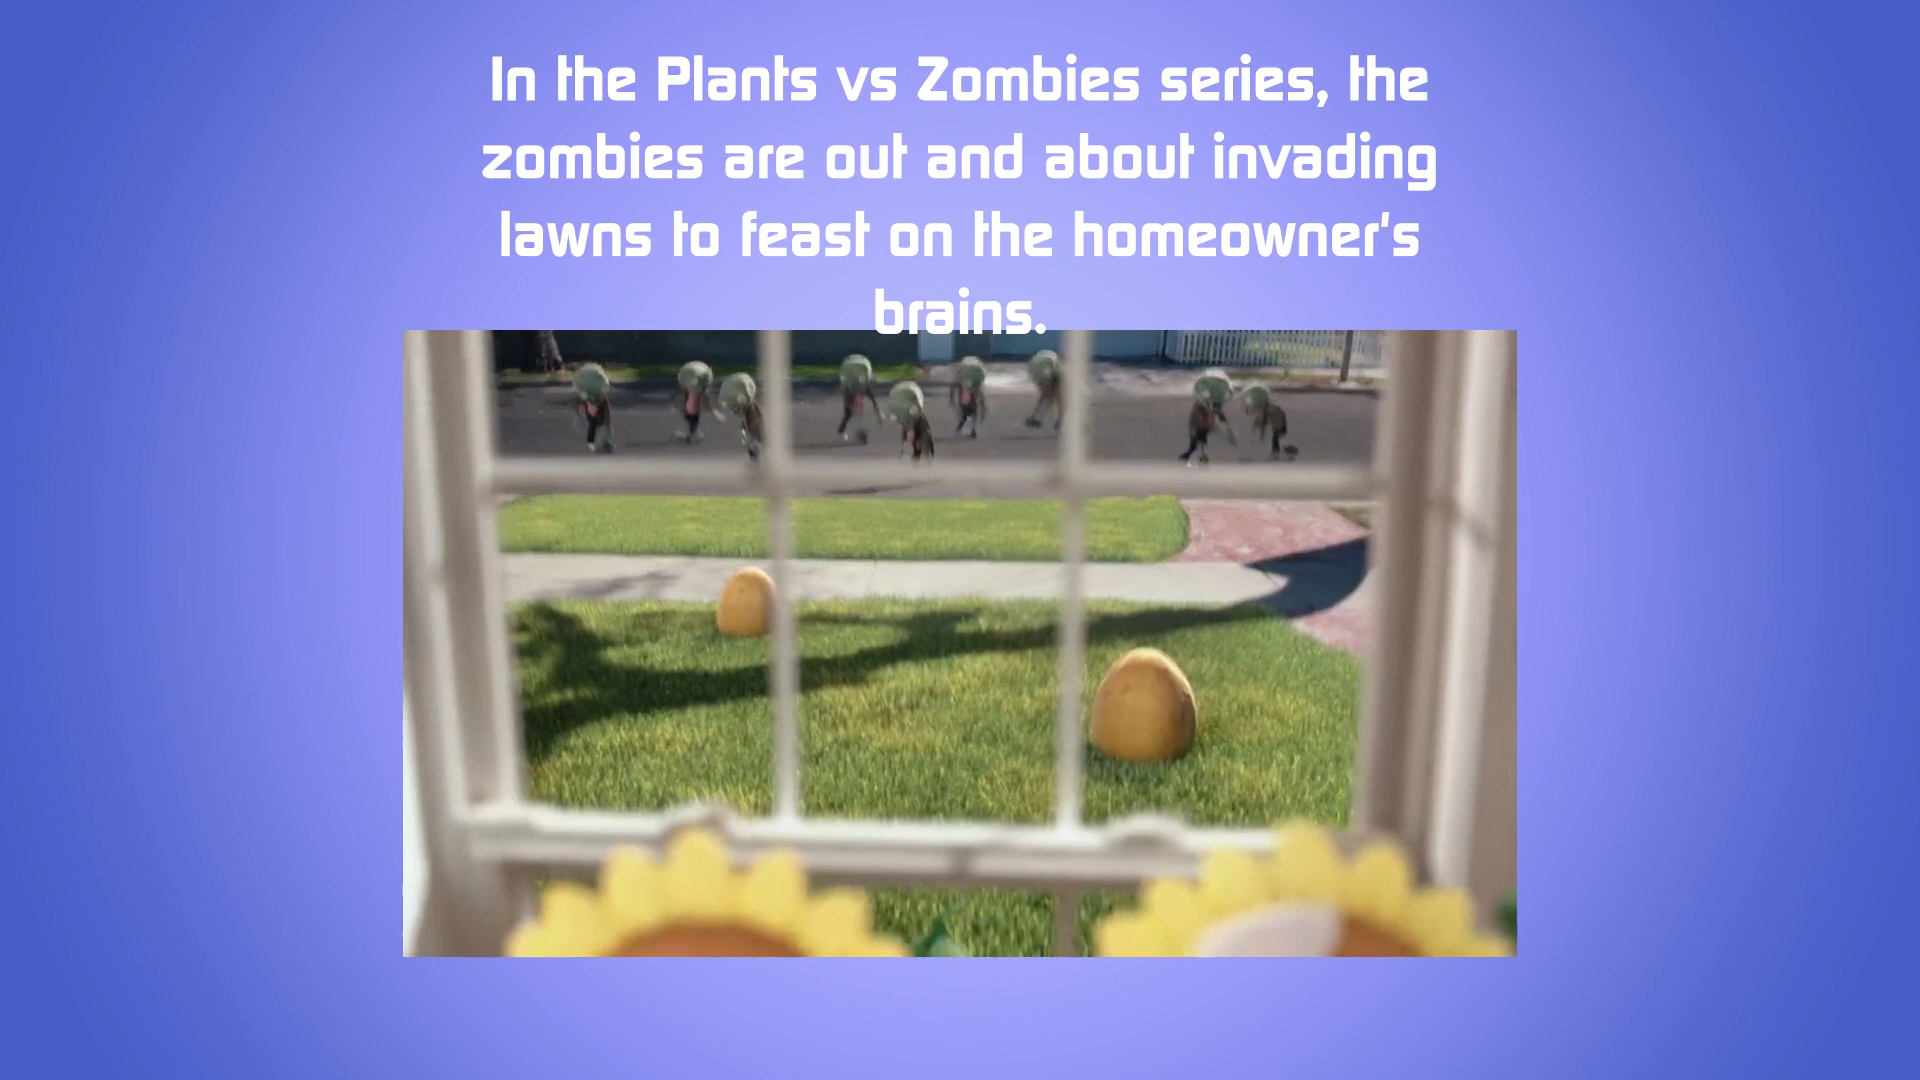 In the Plants vs Zombies series, the
zombies are out and about invading
lawns to feast on the homeowner's
brains.